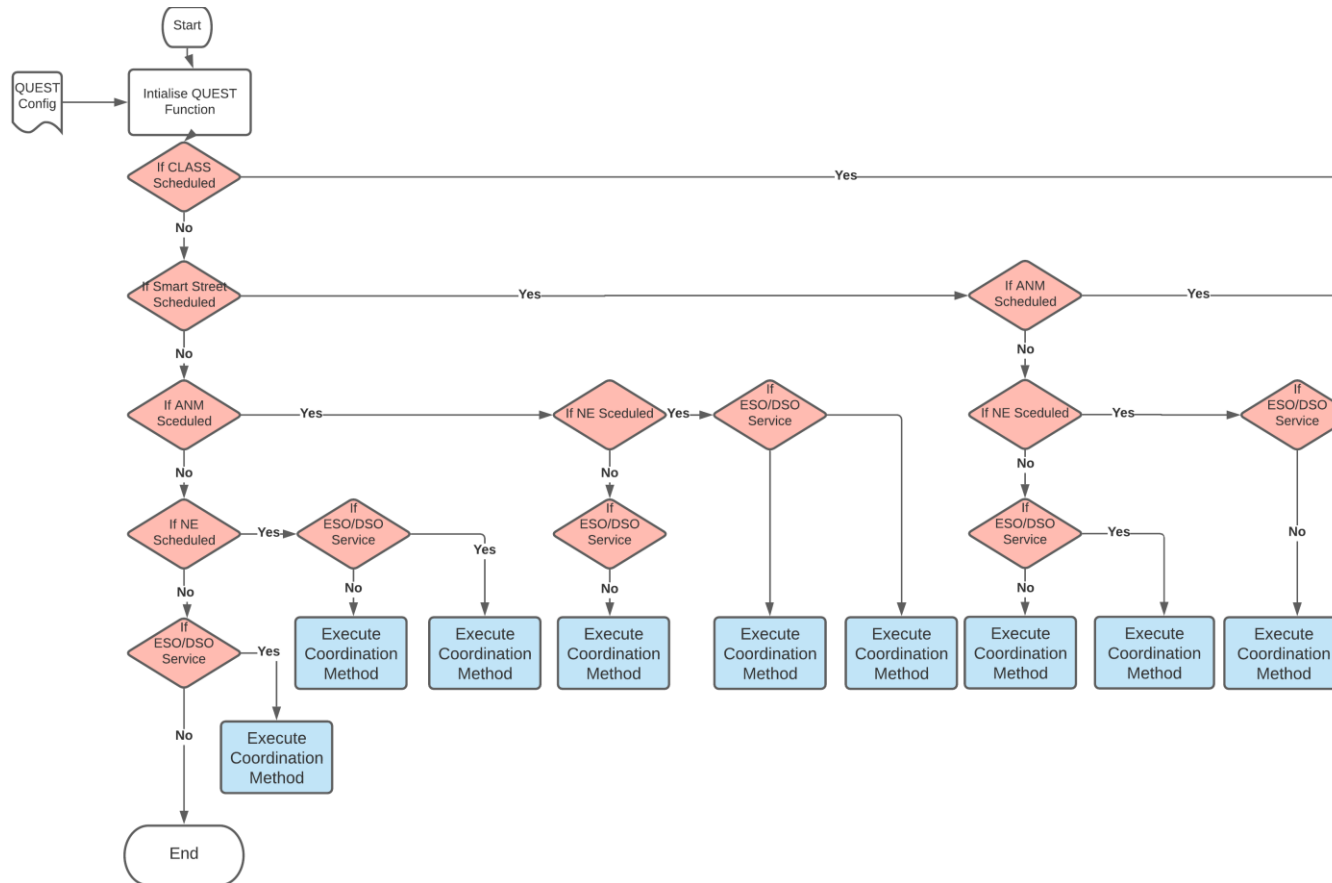 Start
QUEST
Config
Intialise QUEST
Function
If CLASS
Scheduled
Yes
No
If Smart Street
Scheduled
Yes
If ANM
Scheduled
Yes
No
No
If ANM
Sceduled
Yes
If NE Sceduled
Yes
If
ESO/DSO
Service
If NE Sceduled
Yes
If
ESO/DSO
Service
No
No
No
If NE
Scheduled
Yes
If
ESO/DSO
Service
Yes
If
ESO/DSO
Service
If
ESO/DSO
Service
Yes
No
No
No
No
No
If
ESO/DSO
Service
Yes
Execute
Coordination
Method
Execute
Coordination
Method
Execute
Coordination
Method
Execute
Coordination
Method
Execute
Coordination
Method
Execute
Coordination
Method
Execute
Coordination
Method
Execute
Coordination
Method
No
Execute
Coordination
Method
End